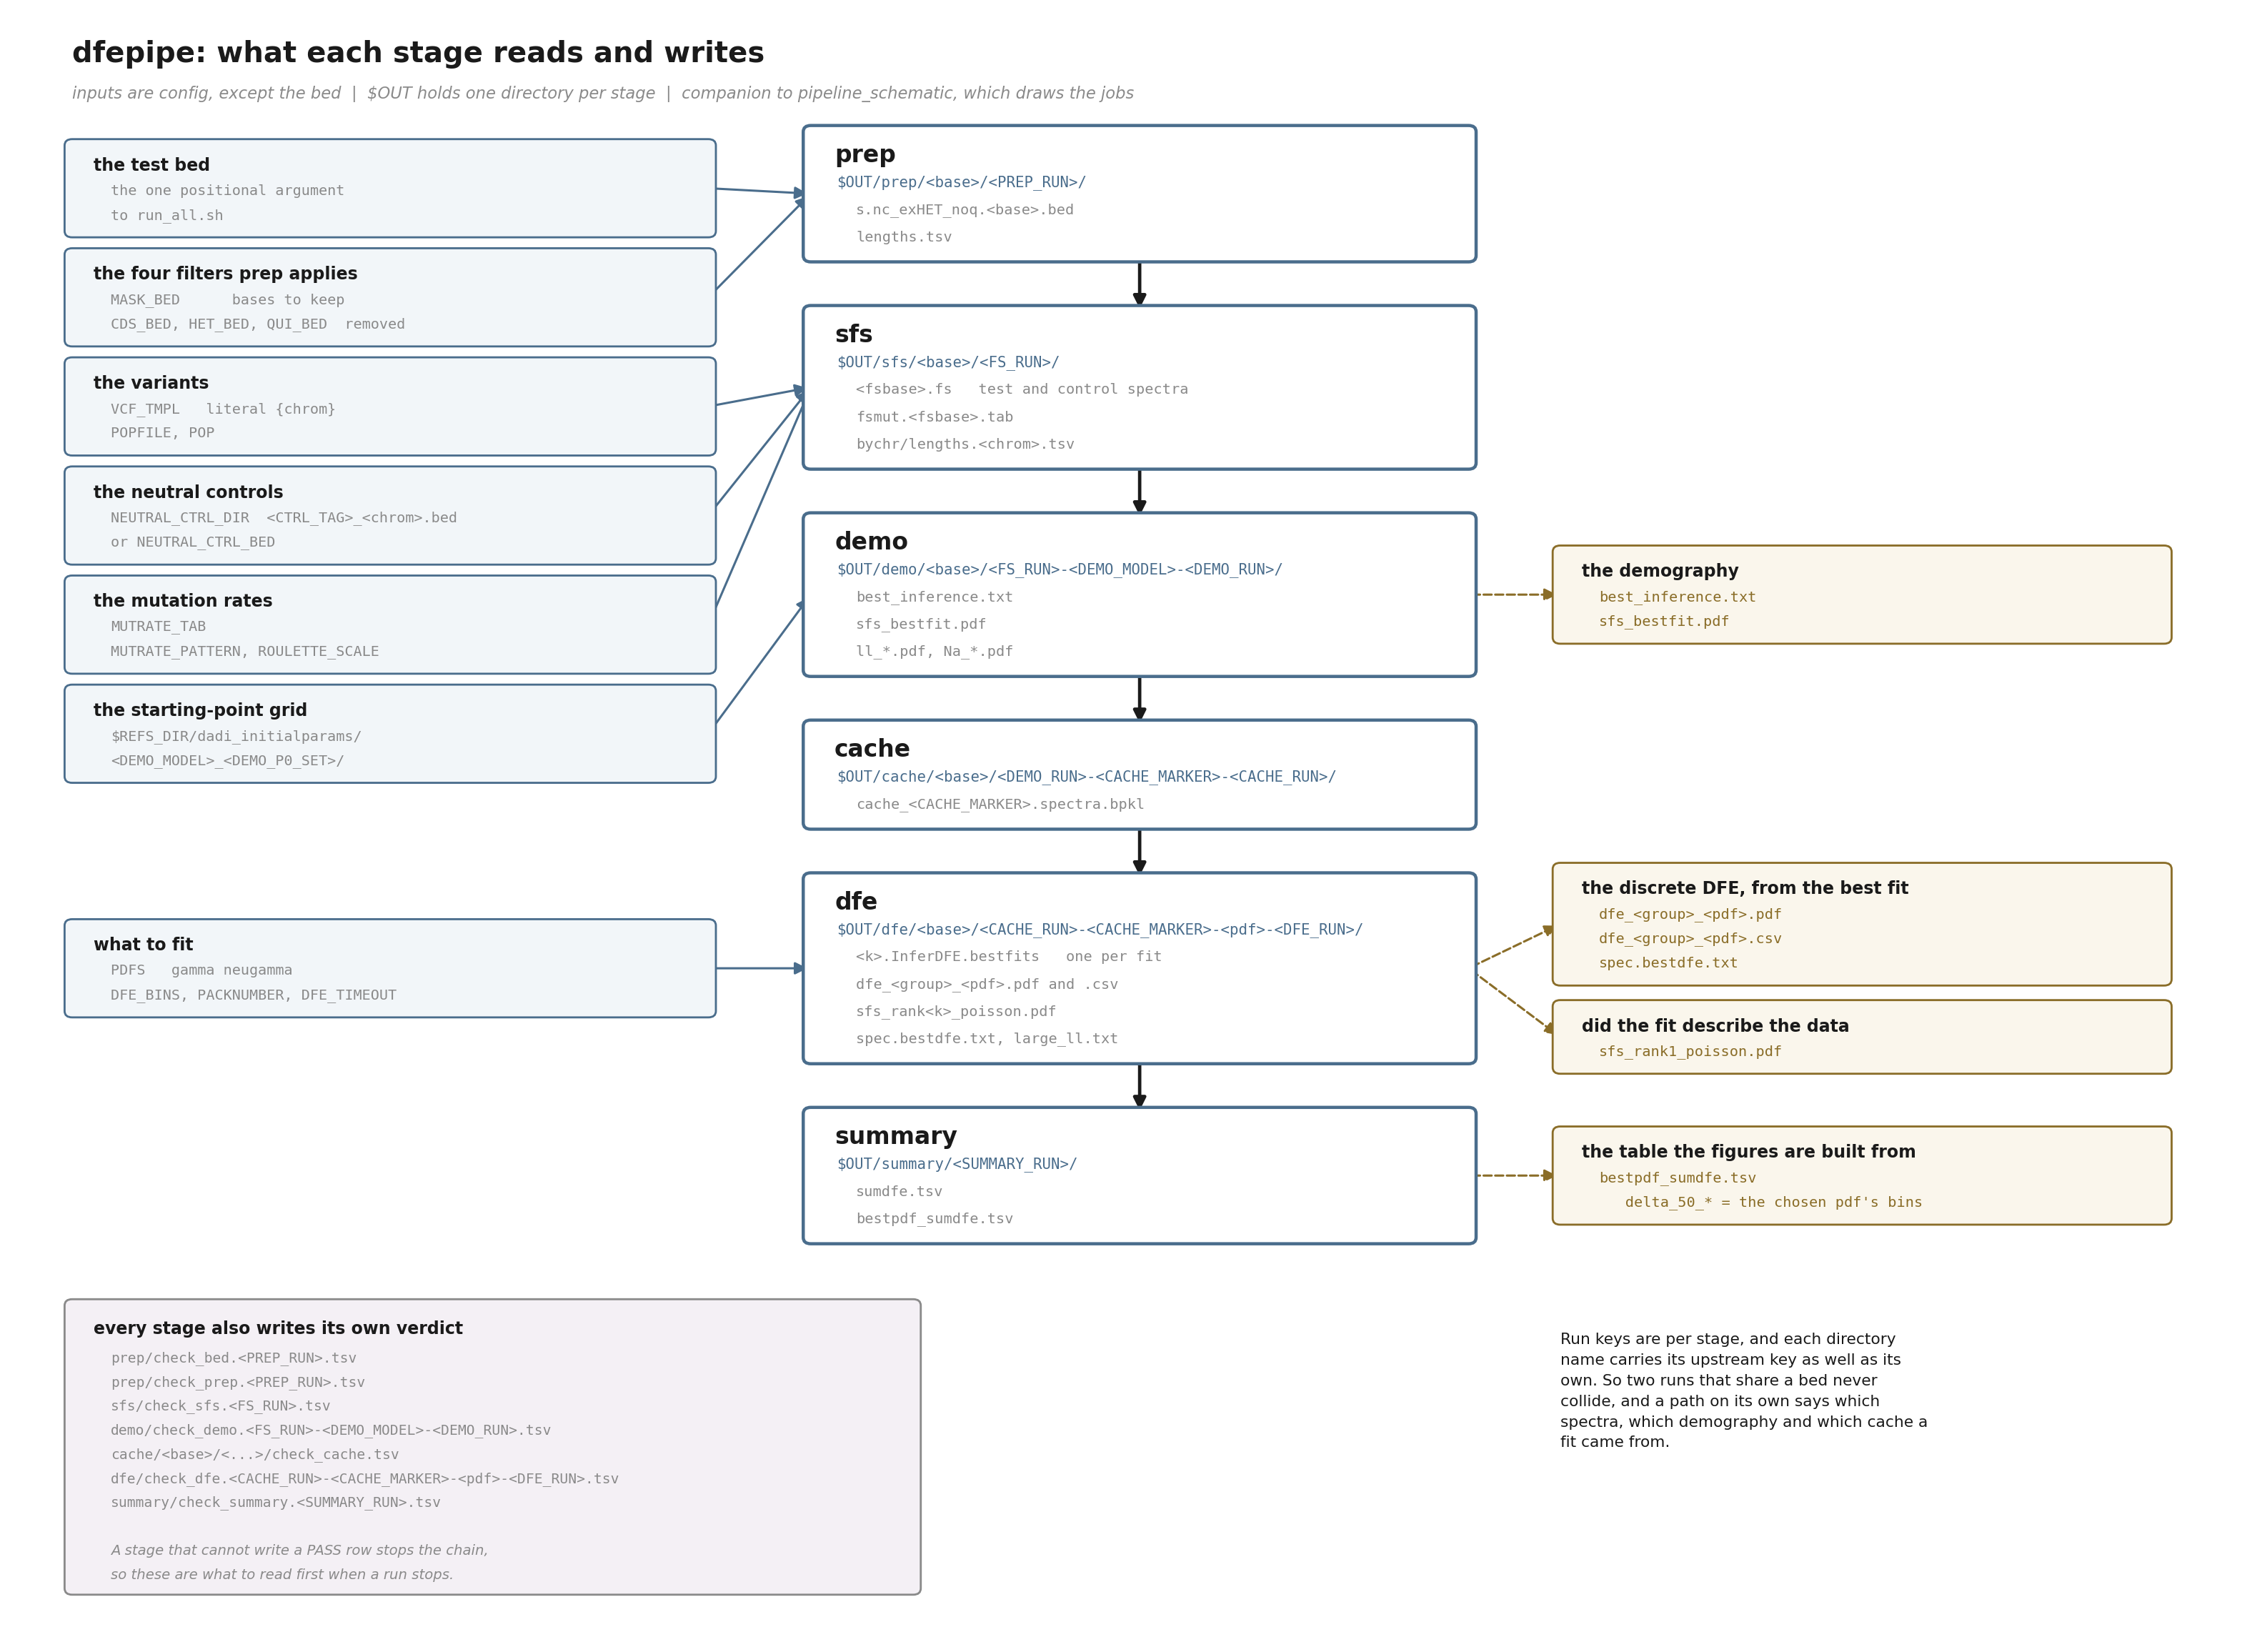 dfepipe: what each stage reads and writes
inputs are config, except the bed  |  $OUT holds one directory per stage  |  companion to pipeline_schematic, which draws the jobs
the test bed
the one positional argument
to run_all.sh
the four filters prep applies
MASK_BED      bases to keep
CDS_BED, HET_BED, QUI_BED  removed
the variants
VCF_TMPL   literal {chrom}
POPFILE, POP
the neutral controls
NEUTRAL_CTRL_DIR  <CTRL_TAG>_<chrom>.bed
or NEUTRAL_CTRL_BED
the mutation rates
MUTRATE_TAB
MUTRATE_PATTERN, ROULETTE_SCALE
the starting-point grid
$REFS_DIR/dadi_initialparams/
<DEMO_MODEL>_<DEMO_P0_SET>/
what to fit
PDFS   gamma neugamma
DFE_BINS, PACKNUMBER, DFE_TIMEOUT
prep
$OUT/prep/<base>/<PREP_RUN>/
s.nc_exHET_noq.<base>.bed
lengths.tsv
sfs
$OUT/sfs/<base>/<FS_RUN>/
<fsbase>.fs   test and control spectra
fsmut.<fsbase>.tab
bychr/lengths.<chrom>.tsv
demo
$OUT/demo/<base>/<FS_RUN>-<DEMO_MODEL>-<DEMO_RUN>/
best_inference.txt
sfs_bestfit.pdf
ll_*.pdf, Na_*.pdf
cache
$OUT/cache/<base>/<DEMO_RUN>-<CACHE_MARKER>-<CACHE_RUN>/
cache_<CACHE_MARKER>.spectra.bpkl
dfe
$OUT/dfe/<base>/<CACHE_RUN>-<CACHE_MARKER>-<pdf>-<DFE_RUN>/
<k>.InferDFE.bestfits   one per fit
dfe_<group>_<pdf>.pdf and .csv
sfs_rank<k>_poisson.pdf
spec.bestdfe.txt, large_ll.txt
summary
$OUT/summary/<SUMMARY_RUN>/
sumdfe.tsv
bestpdf_sumdfe.tsv
the demography
best_inference.txt
sfs_bestfit.pdf
the discrete DFE, from the best fit
dfe_<group>_<pdf>.pdf
dfe_<group>_<pdf>.csv
spec.bestdfe.txt
did the fit describe the data
sfs_rank1_poisson.pdf
the table the figures are built from
bestpdf_sumdfe.tsv
delta_50_* = the chosen pdf's bins
every stage also writes its own verdict
prep/check_bed.<PREP_RUN>.tsv
prep/check_prep.<PREP_RUN>.tsv
sfs/check_sfs.<FS_RUN>.tsv
demo/check_demo.<FS_RUN>-<DEMO_MODEL>-<DEMO_RUN>.tsv
cache/<base>/<...>/check_cache.tsv
dfe/check_dfe.<CACHE_RUN>-<CACHE_MARKER>-<pdf>-<DFE_RUN>.tsv
summary/check_summary.<SUMMARY_RUN>.tsv
A stage that cannot write a PASS row stops the chain,
so these are what to read first when a run stops.
Run keys are per stage, and each directory
name carries its upstream key as well as its
own. So two runs that share a bed never
collide, and a path on its own says which
spectra, which demography and which cache a
fit came from.